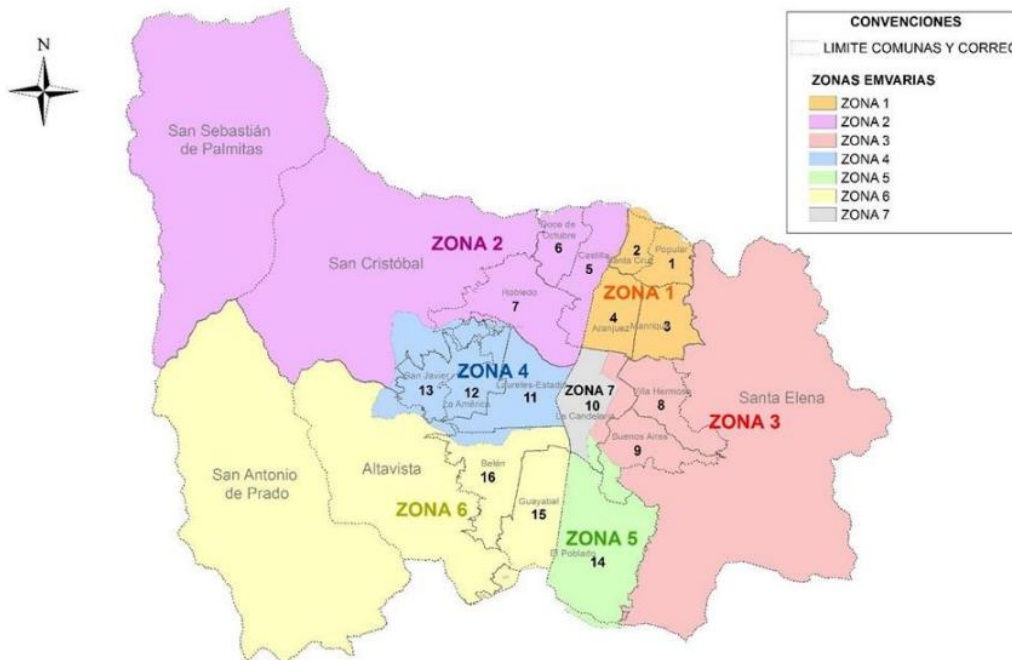 CONVENCIONES
LIMITE COMUNAS Y CORREG
ZONAS EMVARIAS
ZONA 1
ZONA 2
ZONA 3
ZONA 4
ZONA 5
ZONA 6
ZONA 7
N
San Sebastián
de Palmitas
San Cristóbal
ZONA 2
Doce de
Octubre
6
Castilla
5
Robledo
7
2
Santa Cruz
Popular
1
ZONA 1
4
Aranjuez
Manrique
3
ZONA 4
San Javier
13
12
La América
Laureles-Estadio
11
ZONA 7
10
La Candelaria
Villa Hermosa
8
Santa Elena
ZONA 3
Buenos Aires
9
San Antonio
de Prado
Altavista
Belén
16
ZONA 6
Guayabal
15
ZONA 5
El Poblado
14